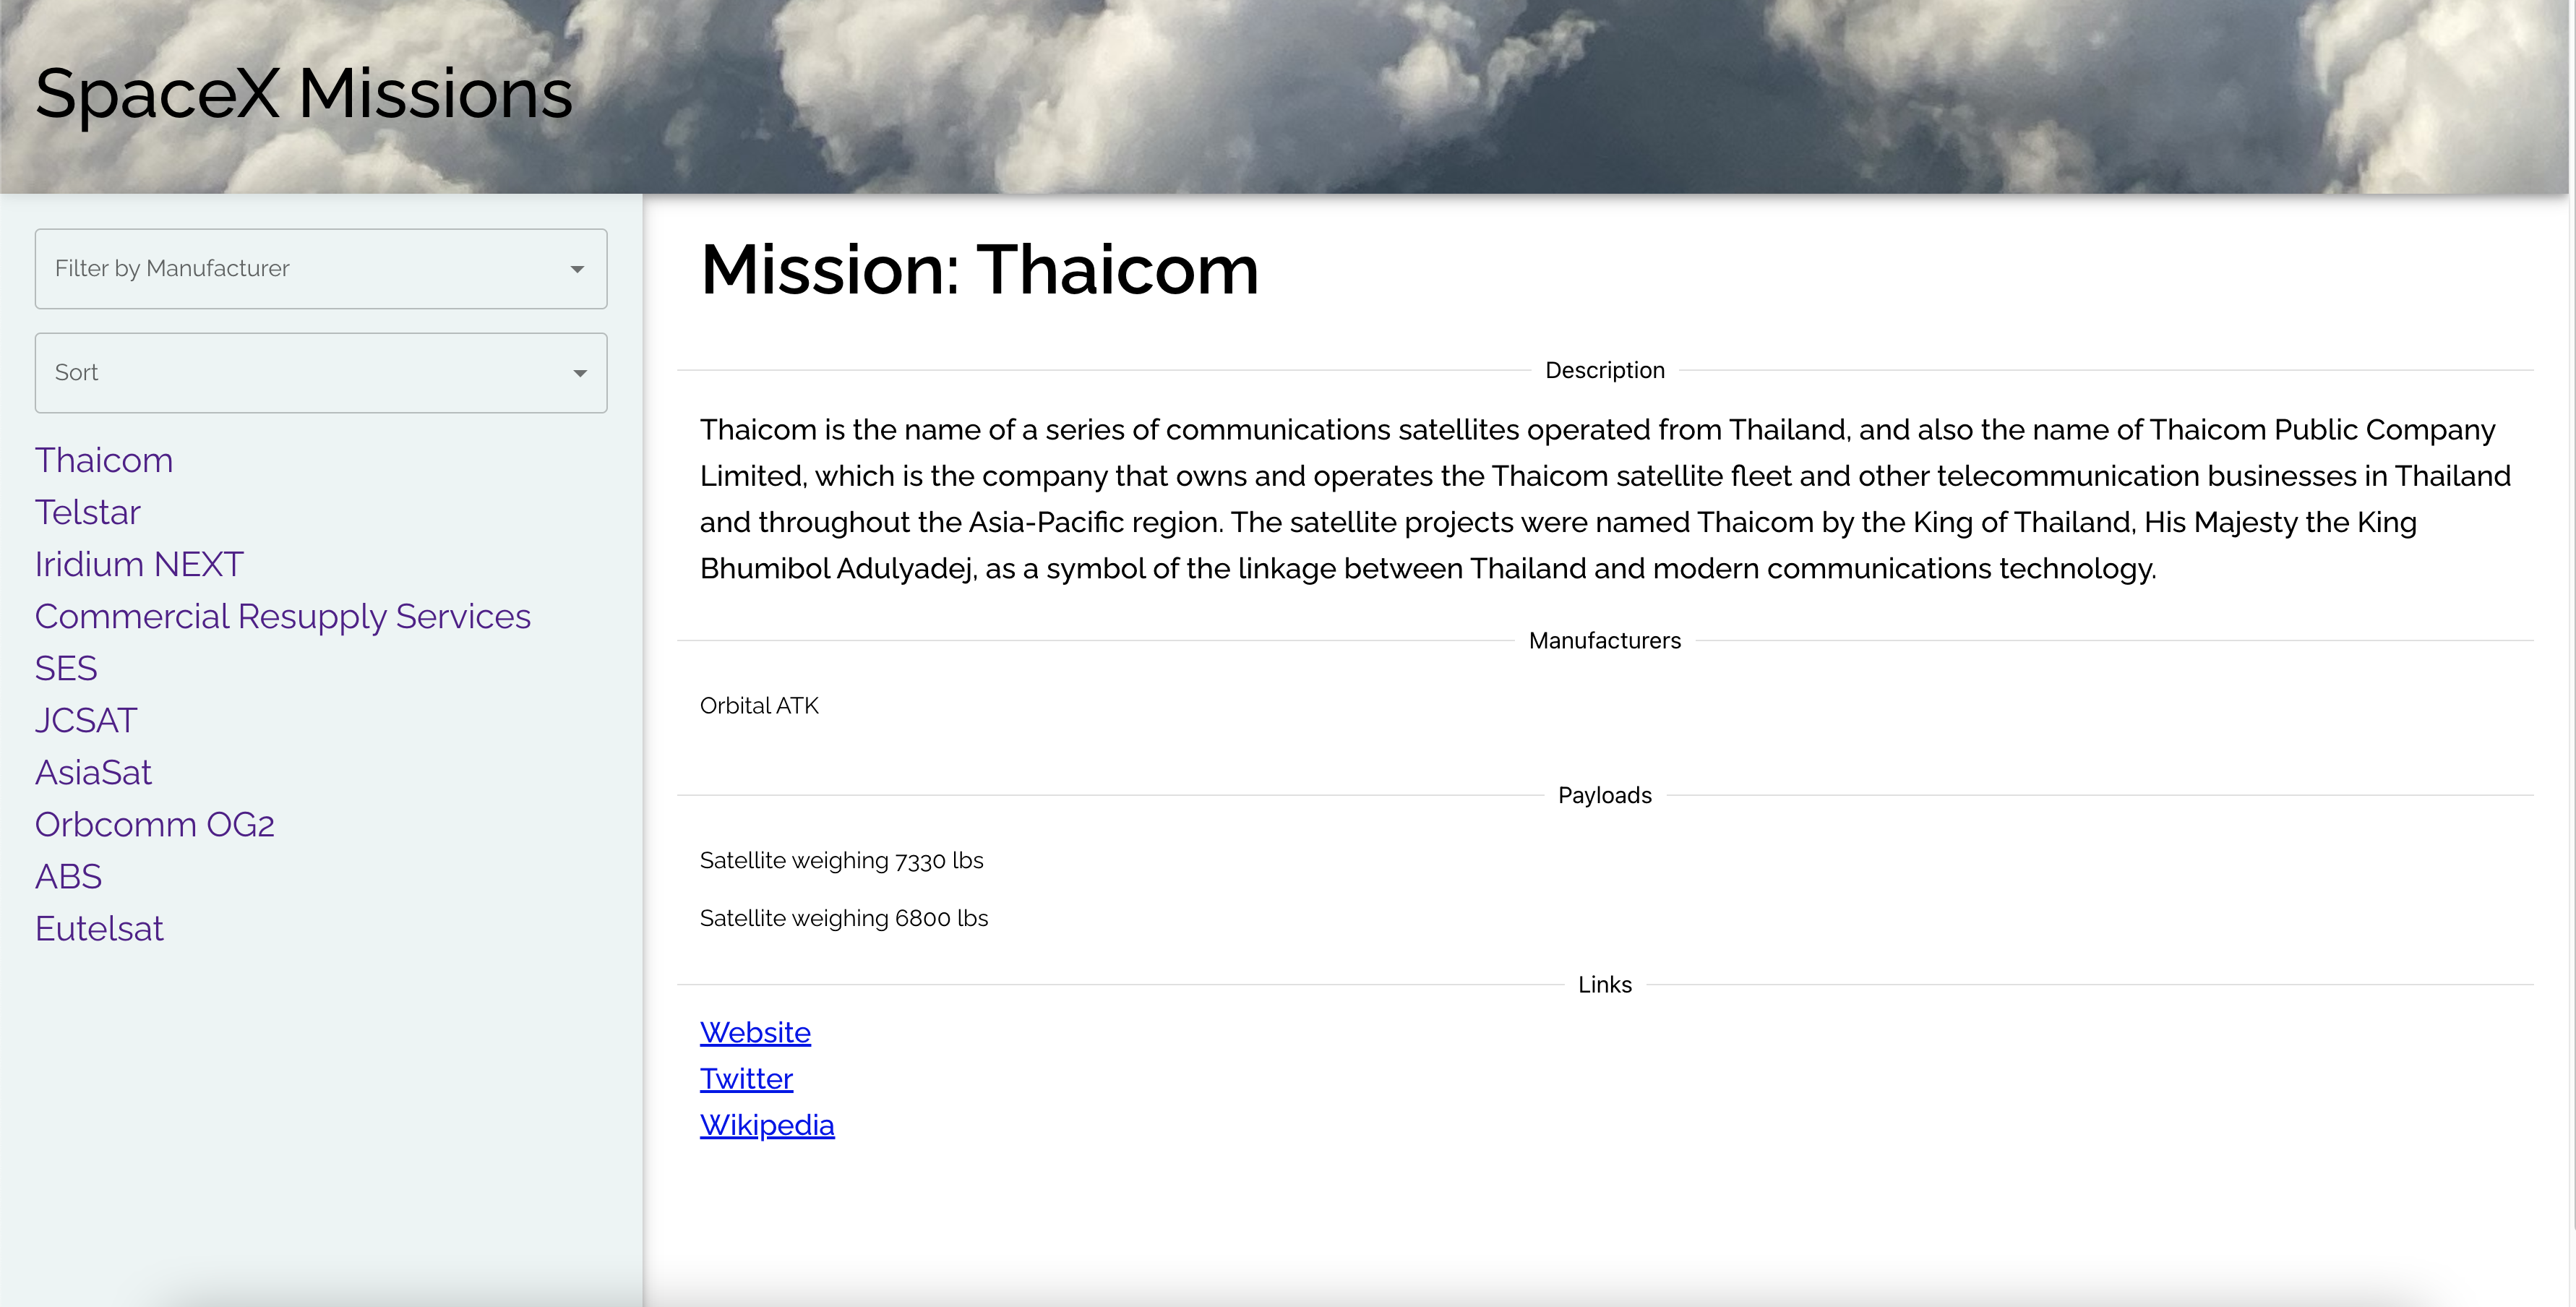 SpaceX Missions
Filter by Manufacturer
Sort
Thaicom
Telstar
Iridium NEXT
Commercial Resupply Services
SES
JCSAT
AsiaSat
Orbcomm OG2
ABS
Eutelsat
Mission: Thaicom
Description
Thaicom is the name of a series of communications satellites operated from Thailand, and also the name of Thaicom Public Company
Limited, which is the company that owns and operates the Thaicom satellite fleet and other telecommunication businesses in Thailand
and throughout the Asia-Pacific region. The satellite projects were named Thaicom by the King of Thailand, His Majesty the King
Bhumibol Adulyadej, as a symbol of the linkage between Thailand and modern communications technology.
Manufacturers
Orbital ATK
Payloads
Satellite weighing 7330 lbs
Satellite weighing 6800 lbs
Links
Website
Twitter
Wikipedia